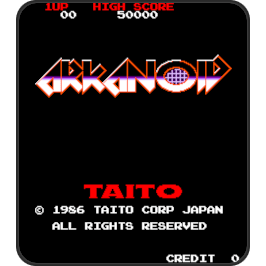 1UP HIGH SCORE
00 50000
ARKANOID
TAITO
© 1986 TAITO CORP JAPAN
ALL RIGHTS RESERVED
CREDIT 0